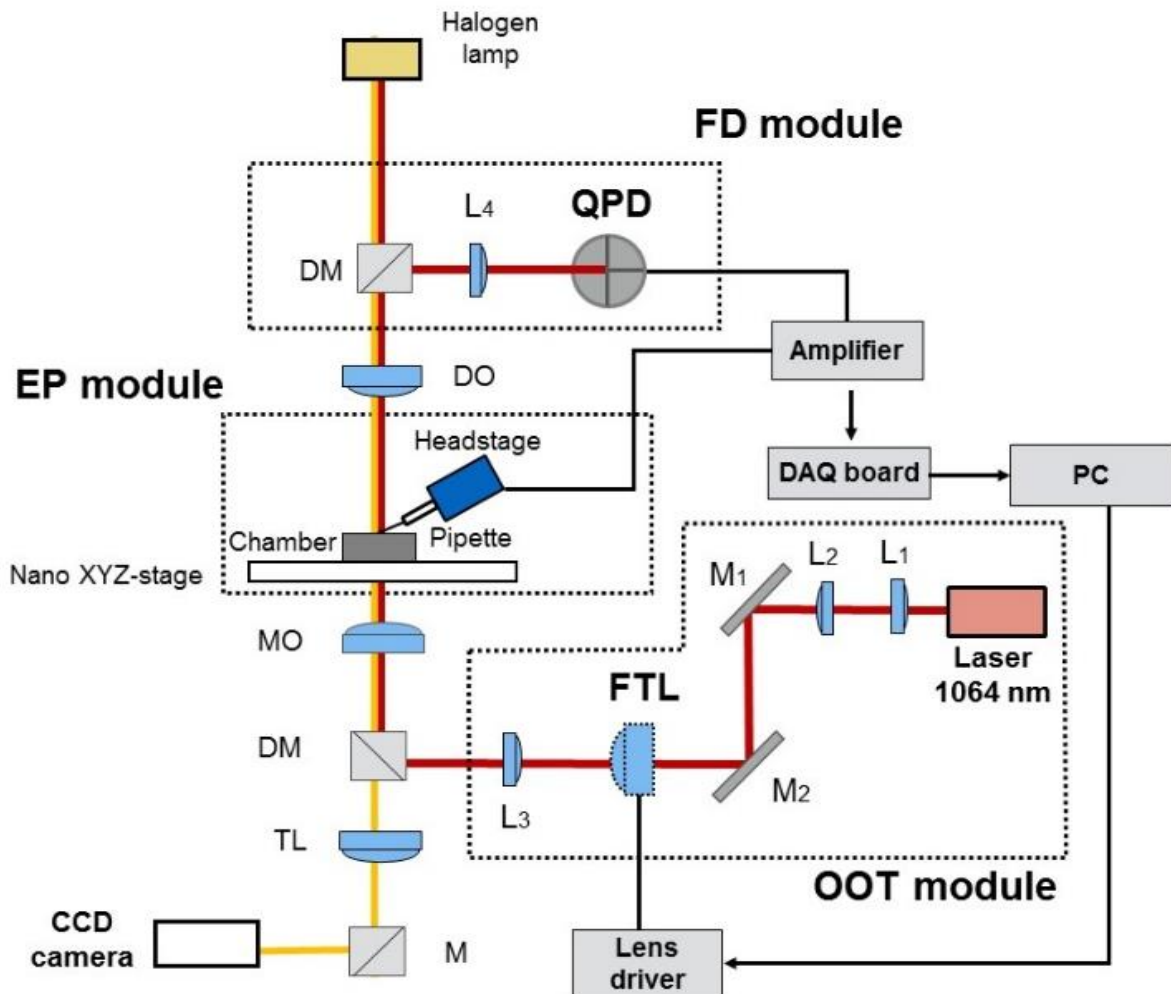 Halogen
lamp
FD module
L4
QPD
DM
Amplifier
EP module
DO
Headstage
DAQ board
PC
Chamber
Pipette
Nano XYZ-stage
M1
L2
L1
MO
Laser
1064 nm
FTL
DM
L3
M2
TL
OOT module
CCD
camera
M
Lens
driver